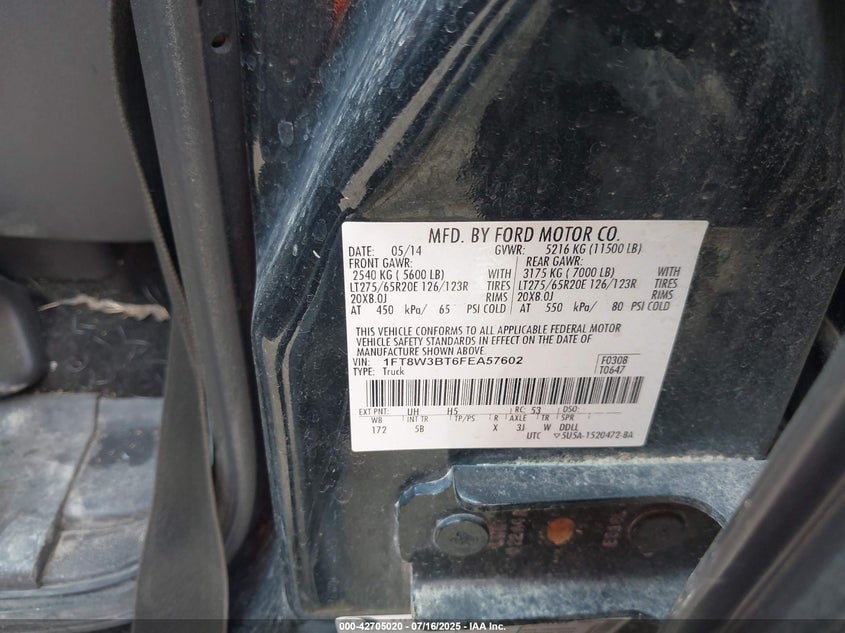 MFD. BY FORD MOTOR CO.
DATE: 05/14 GVWR: 5216 KG (11500 LB)
FRONT GAWR: REAR GAWR:
2540 KG ( 5600 LB) WITH 3175 KG ( 7000 LB) WITH
LT275/65R20E 126/123R TIRES LT275/65R20E 126/123R TIRES
20X8.0J RIMS 20X8.0J RIMS
AT 450 kPa/ 65 PSI COLD AT 550 kPa/ 80 PSI COLD
THIS VEHICLE CONFORMS TO ALL APPLICABLE FEDERAL MOTOR
VEHICLE SAFETY STANDARDS IN EFFECT ON THE DATE OF
MANUFACTURE SHOWN ABOVE.
VIN: 1FT8W3BT6FEA57602 F0308
TYPE: Truck T0647
EXT PNT: UH H5 RC: 53 DSO:
WB INT TR TP/PS R AXLE TR SPR
172 5B X 3J W DDLL
UTC ▽5U5A-1520472-BA
000-42705020 - 07/16/2025 - IAA Inc.